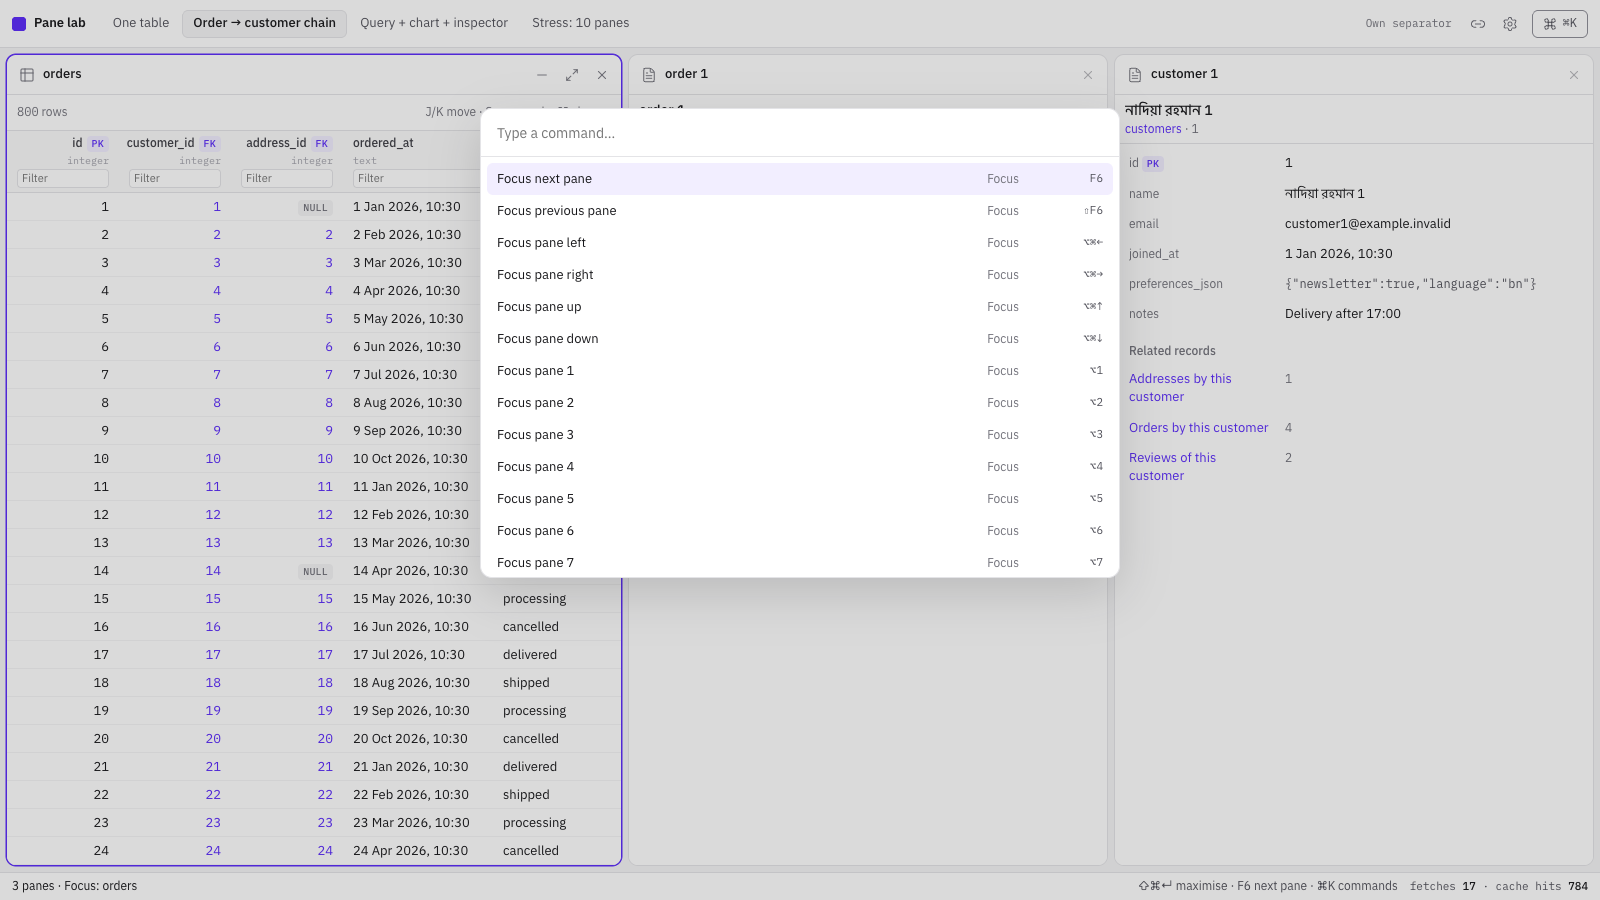 Pane lab
One table
Order → customer chain
Query + chart + inspector
Stress: 10 panes
Own separator
⌘ ⌘K
orders
800 rows
J/K move ·
id PK
integer
Filter
customer_id FK
integer
Filter
address_id FK
integer
Filter
ordered_at
text
Filter
1 1 NULL 1 Jan 2026, 10:30
2 2 2 2 Feb 2026, 10:30
3 3 3 3 Mar 2026, 10:30
4 4 4 4 Apr 2026, 10:30
5 5 5 5 May 2026, 10:30
6 6 6 6 Jun 2026, 10:30
7 7 7 7 Jul 2026, 10:30
8 8 8 8 Aug 2026, 10:30
9 9 9 9 Sep 2026, 10:30
10 10 10 10 Oct 2026, 10:30
11 11 11 11 Jan 2026, 10:30
12 12 12 12 Feb 2026, 10:30
13 13 13 13 Mar 2026, 10:30
14 14 NULL 14 Apr 2026, 10:30
15 15 15 15 May 2026, 10:30 processing
16 16 16 16 Jun 2026, 10:30 cancelled
17 17 17 17 Jul 2026, 10:30 delivered
18 18 18 18 Aug 2026, 10:30 shipped
19 19 19 19 Sep 2026, 10:30 processing
20 20 20 20 Oct 2026, 10:30 cancelled
21 21 21 21 Jan 2026, 10:30 delivered
22 22 22 22 Feb 2026, 10:30 shipped
23 23 23 23 Mar 2026, 10:30 processing
24 24 24 24 Apr 2026, 10:30 cancelled
order 1
Type a command...
Focus next pane Focus F6
Focus previous pane Focus ⇧F6
Focus pane left Focus ⌥⌘←
Focus pane right Focus ⌥⌘→
Focus pane up Focus ⌥⌘↑
Focus pane down Focus ⌥⌘↓
Focus pane 1 Focus ⌥1
Focus pane 2 Focus ⌥2
Focus pane 3 Focus ⌥3
Focus pane 4 Focus ⌥4
Focus pane 5 Focus ⌥5
Focus pane 6 Focus ⌥6
Focus pane 7 Focus ⌥7
customer 1
নাদিয়া রহমান 1
customers · 1
id PK 1
name নাদিয়া রহমান 1
email customer1@example.invalid
joined_at 1 Jan 2026, 10:30
preferences_json {"newsletter":true,"language":"bn"}
notes Delivery after 17:00
Related records
Addresses by this customer 1
Orders by this customer 4
Reviews of this customer 2
3 panes · Focus: orders
⇧⌘↵ maximise · F6 next pane · ⌘K commands
fetches 17 · cache hits 784